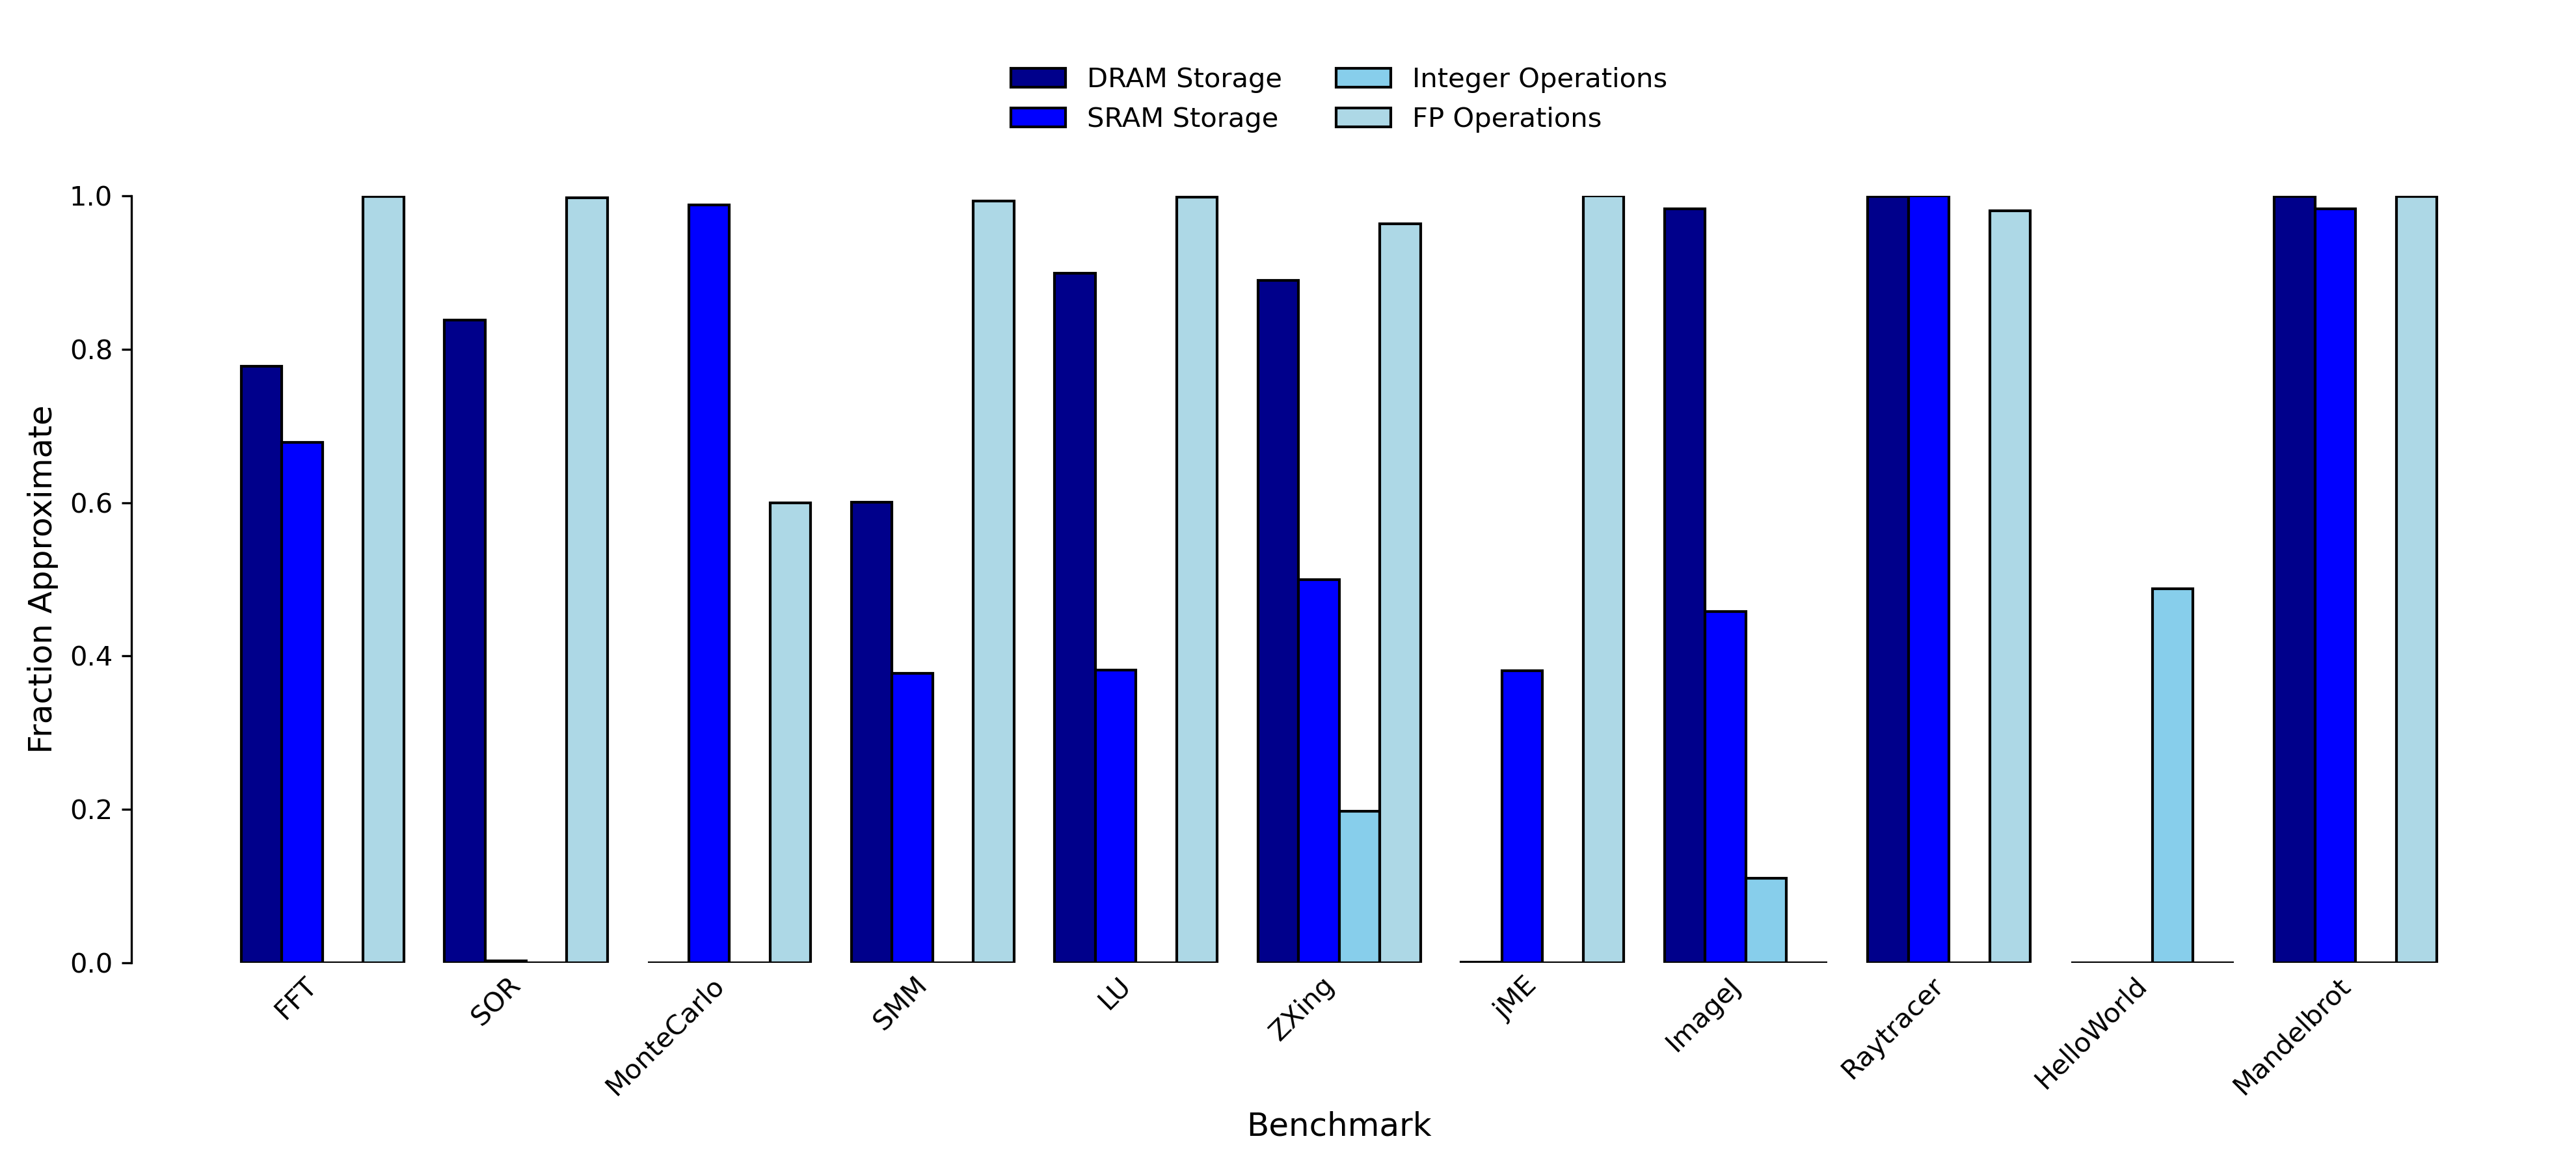 DRAM Storage
SRAM Storage
Integer Operations
FP Operations
Fraction Approximate
1.0
0.8
0.6
0.4
0.2
0.0
FFT
SOR
MonteCarlo
SMM
LU
ZXing
jME
ImageJ
Raytracer
HelloWorld
Mandelbrot
Benchmark